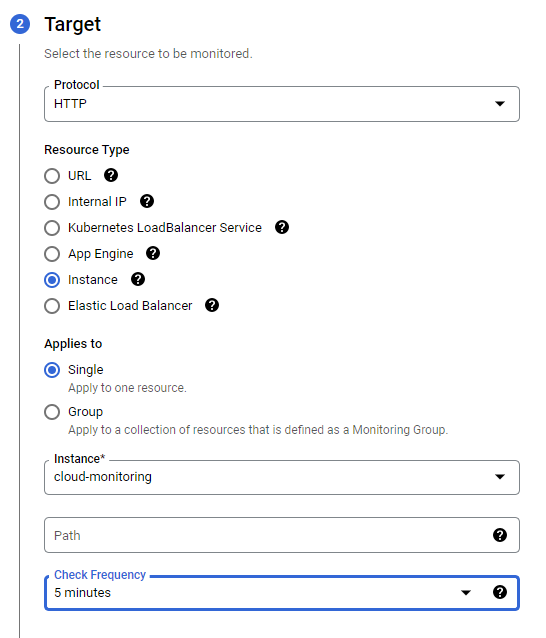 2 Target
Select the resource to be monitored.
Protocol
HTTP
Resource Type
URL ?
Internal IP ?
Kubernetes LoadBalancer Service ?
App Engine ?
Instance ?
Elastic Load Balancer ?
Applies to
Single
Apply to one resource.
Group
Apply to a collection of resources that is defined as a Monitoring Group.
Instance*
cloud-monitoring
Path ?
Check Frequency
5 minutes ?